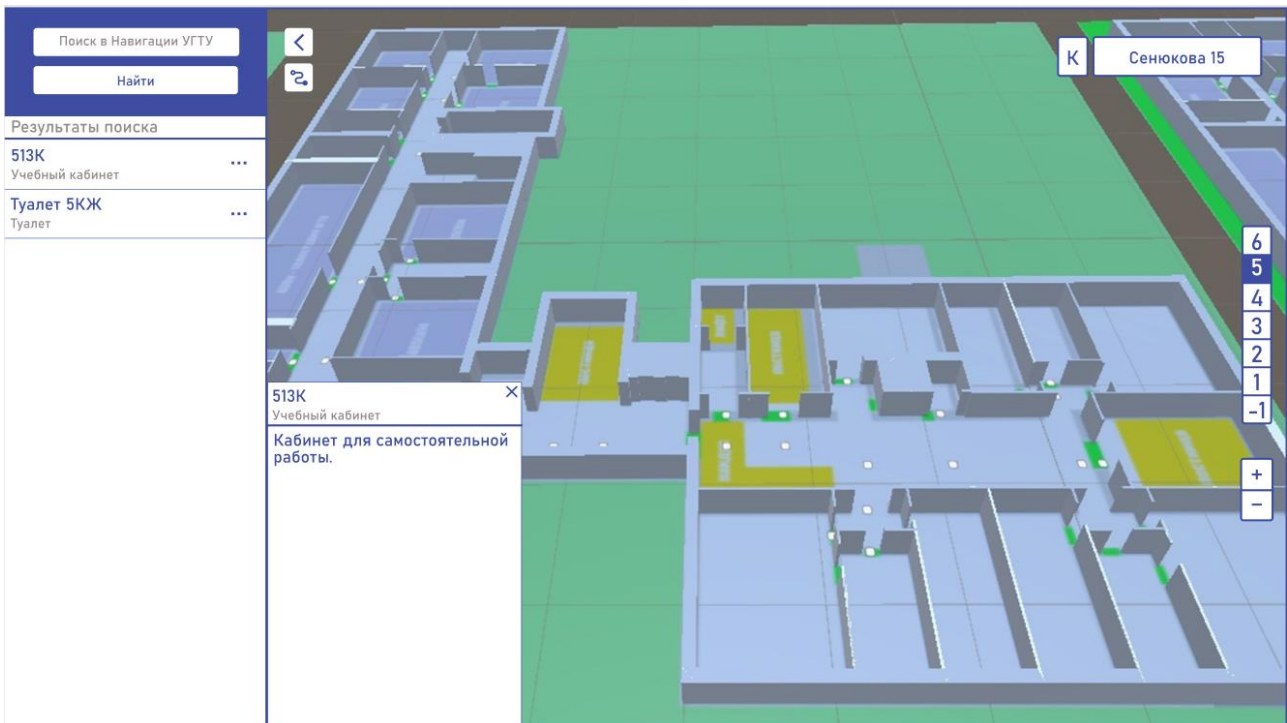 Поиск в Навигации УГТУ
Найти
Результаты поиска
513К
...
Учебный кабинет
Туалет 5КЖ
...
Туалет
К
Сенюкова 15
6
5
4
3
2
1
-1
+
−
513К
Учебный кабинет
Кабинет для самостоятельной
работы.